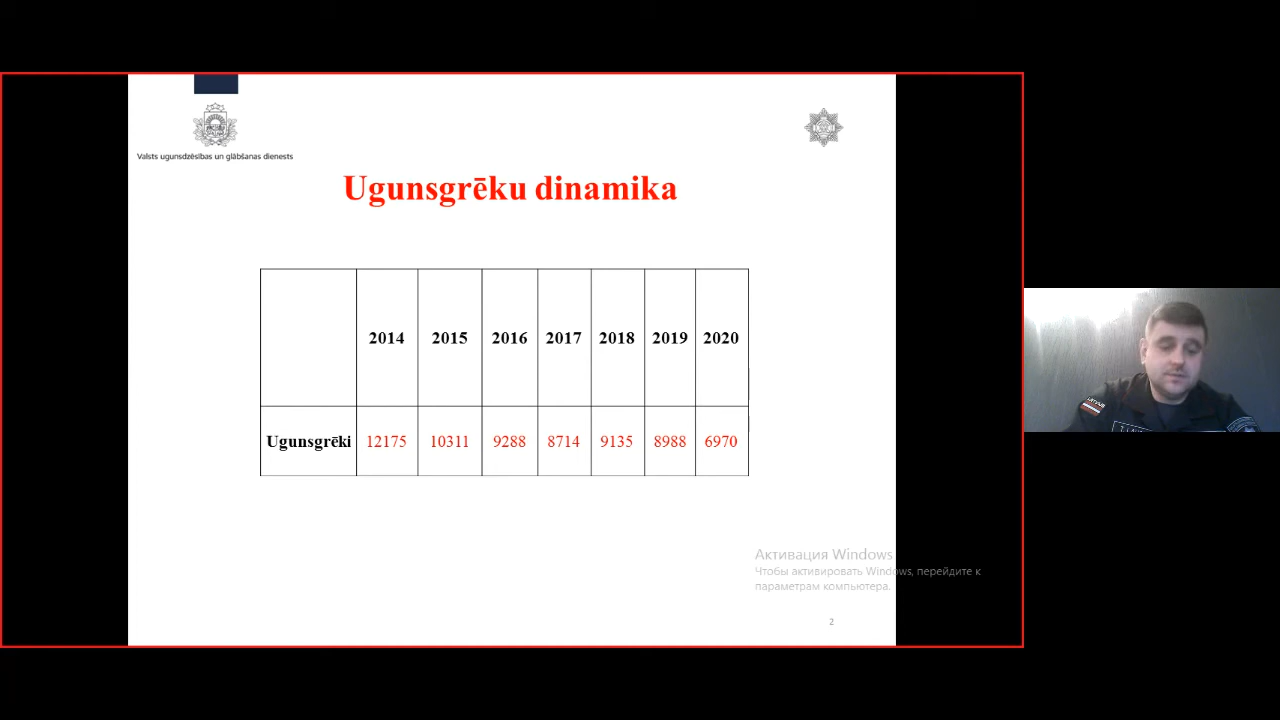 Valsts ugunsdzēsības un glābšanas dienests
Ugunsgrēku dinamika
2014 2015 2016 2017 2018 2019 2020
Ugunsgrēki 12175 10311 9288 8714 9135 8988 6970
Активация Windows
Чтобы активировать Windows, перейдите к
параметрам компьютера.
2